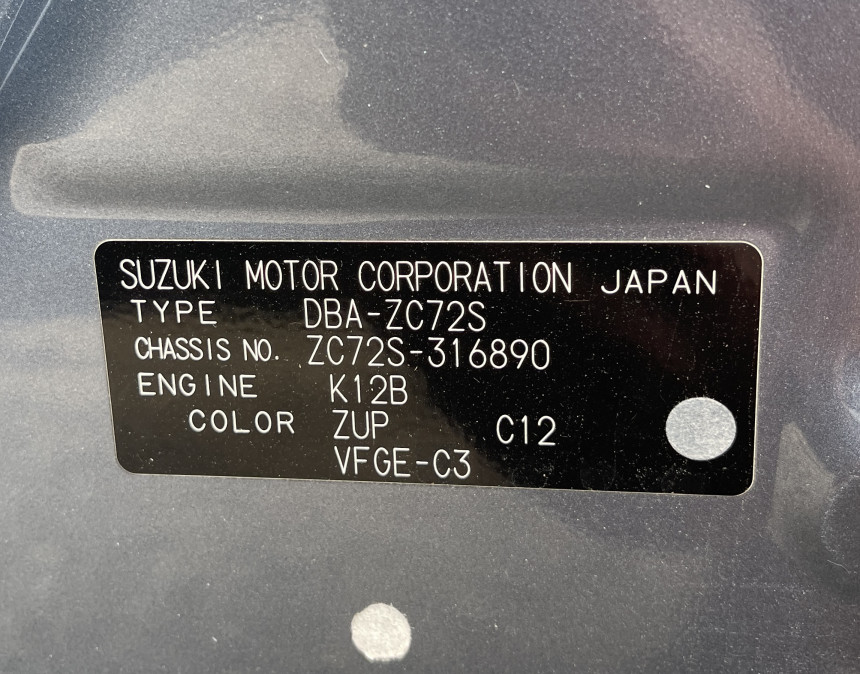 SUZUKI MOTOR CORPORATION JAPAN
TYPE DBA-ZC72S
CHASSIS NO. ZC72S-316890
ENGINE K12B
COLOR ZUP C12
VFGE-C3